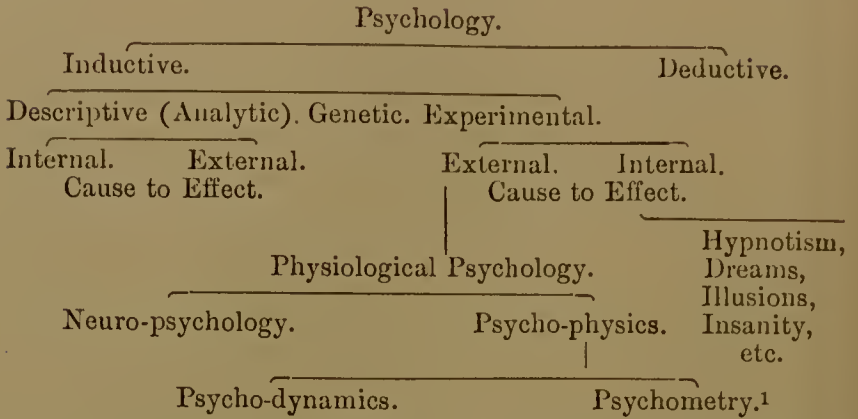 Psychology.
Inductive. Deductive.
Descriptive (Analytic). Genetic. Experimental.
Internal. External. External. Internal.
Cause to Effect. Cause to Effect.
Hypnotism,
Physiological Psychology. Dreams,
Illusions,
Neuro-psychology. Psycho-physics. Insanity,
etc.
Psycho-dynamics. Psychometry.¹